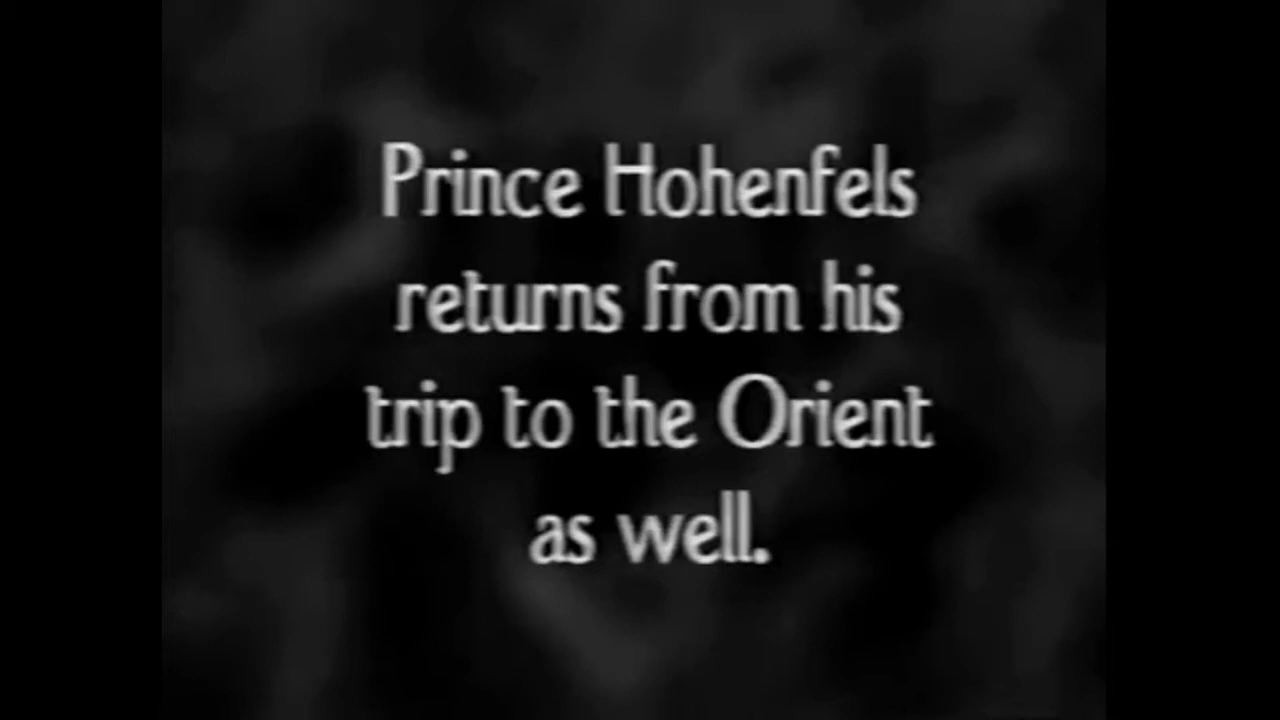 Prince Hohenfels
returns from his
trip to the Orient
as well.